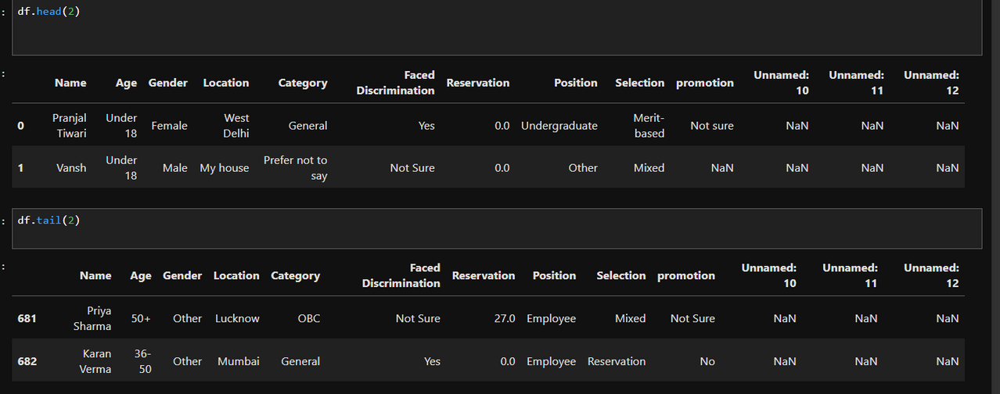 : df.head(2)
: Name Age Gender Location Category Faced Discrimination Reservation Position Selection promotion Unnamed: 10 Unnamed: 11 Unnamed: 12
0 Pranjal Tiwari Under 18 Female West Delhi General Yes 0.0 Undergraduate Merit-based Not sure NaN NaN NaN
1 Vansh Under 18 Male My house Prefer not to say Not Sure 0.0 Other Mixed NaN NaN NaN NaN
: df.tail(2)
: Name Age Gender Location Category Faced Discrimination Reservation Position Selection promotion Unnamed: 10 Unnamed: 11 Unnamed: 12
681 Priya Sharma 50+ Other Lucknow OBC Not Sure 27.0 Employee Mixed Not Sure NaN NaN NaN
682 Karan Verma 36-50 Other Mumbai General Yes 0.0 Employee Reservation No NaN NaN NaN